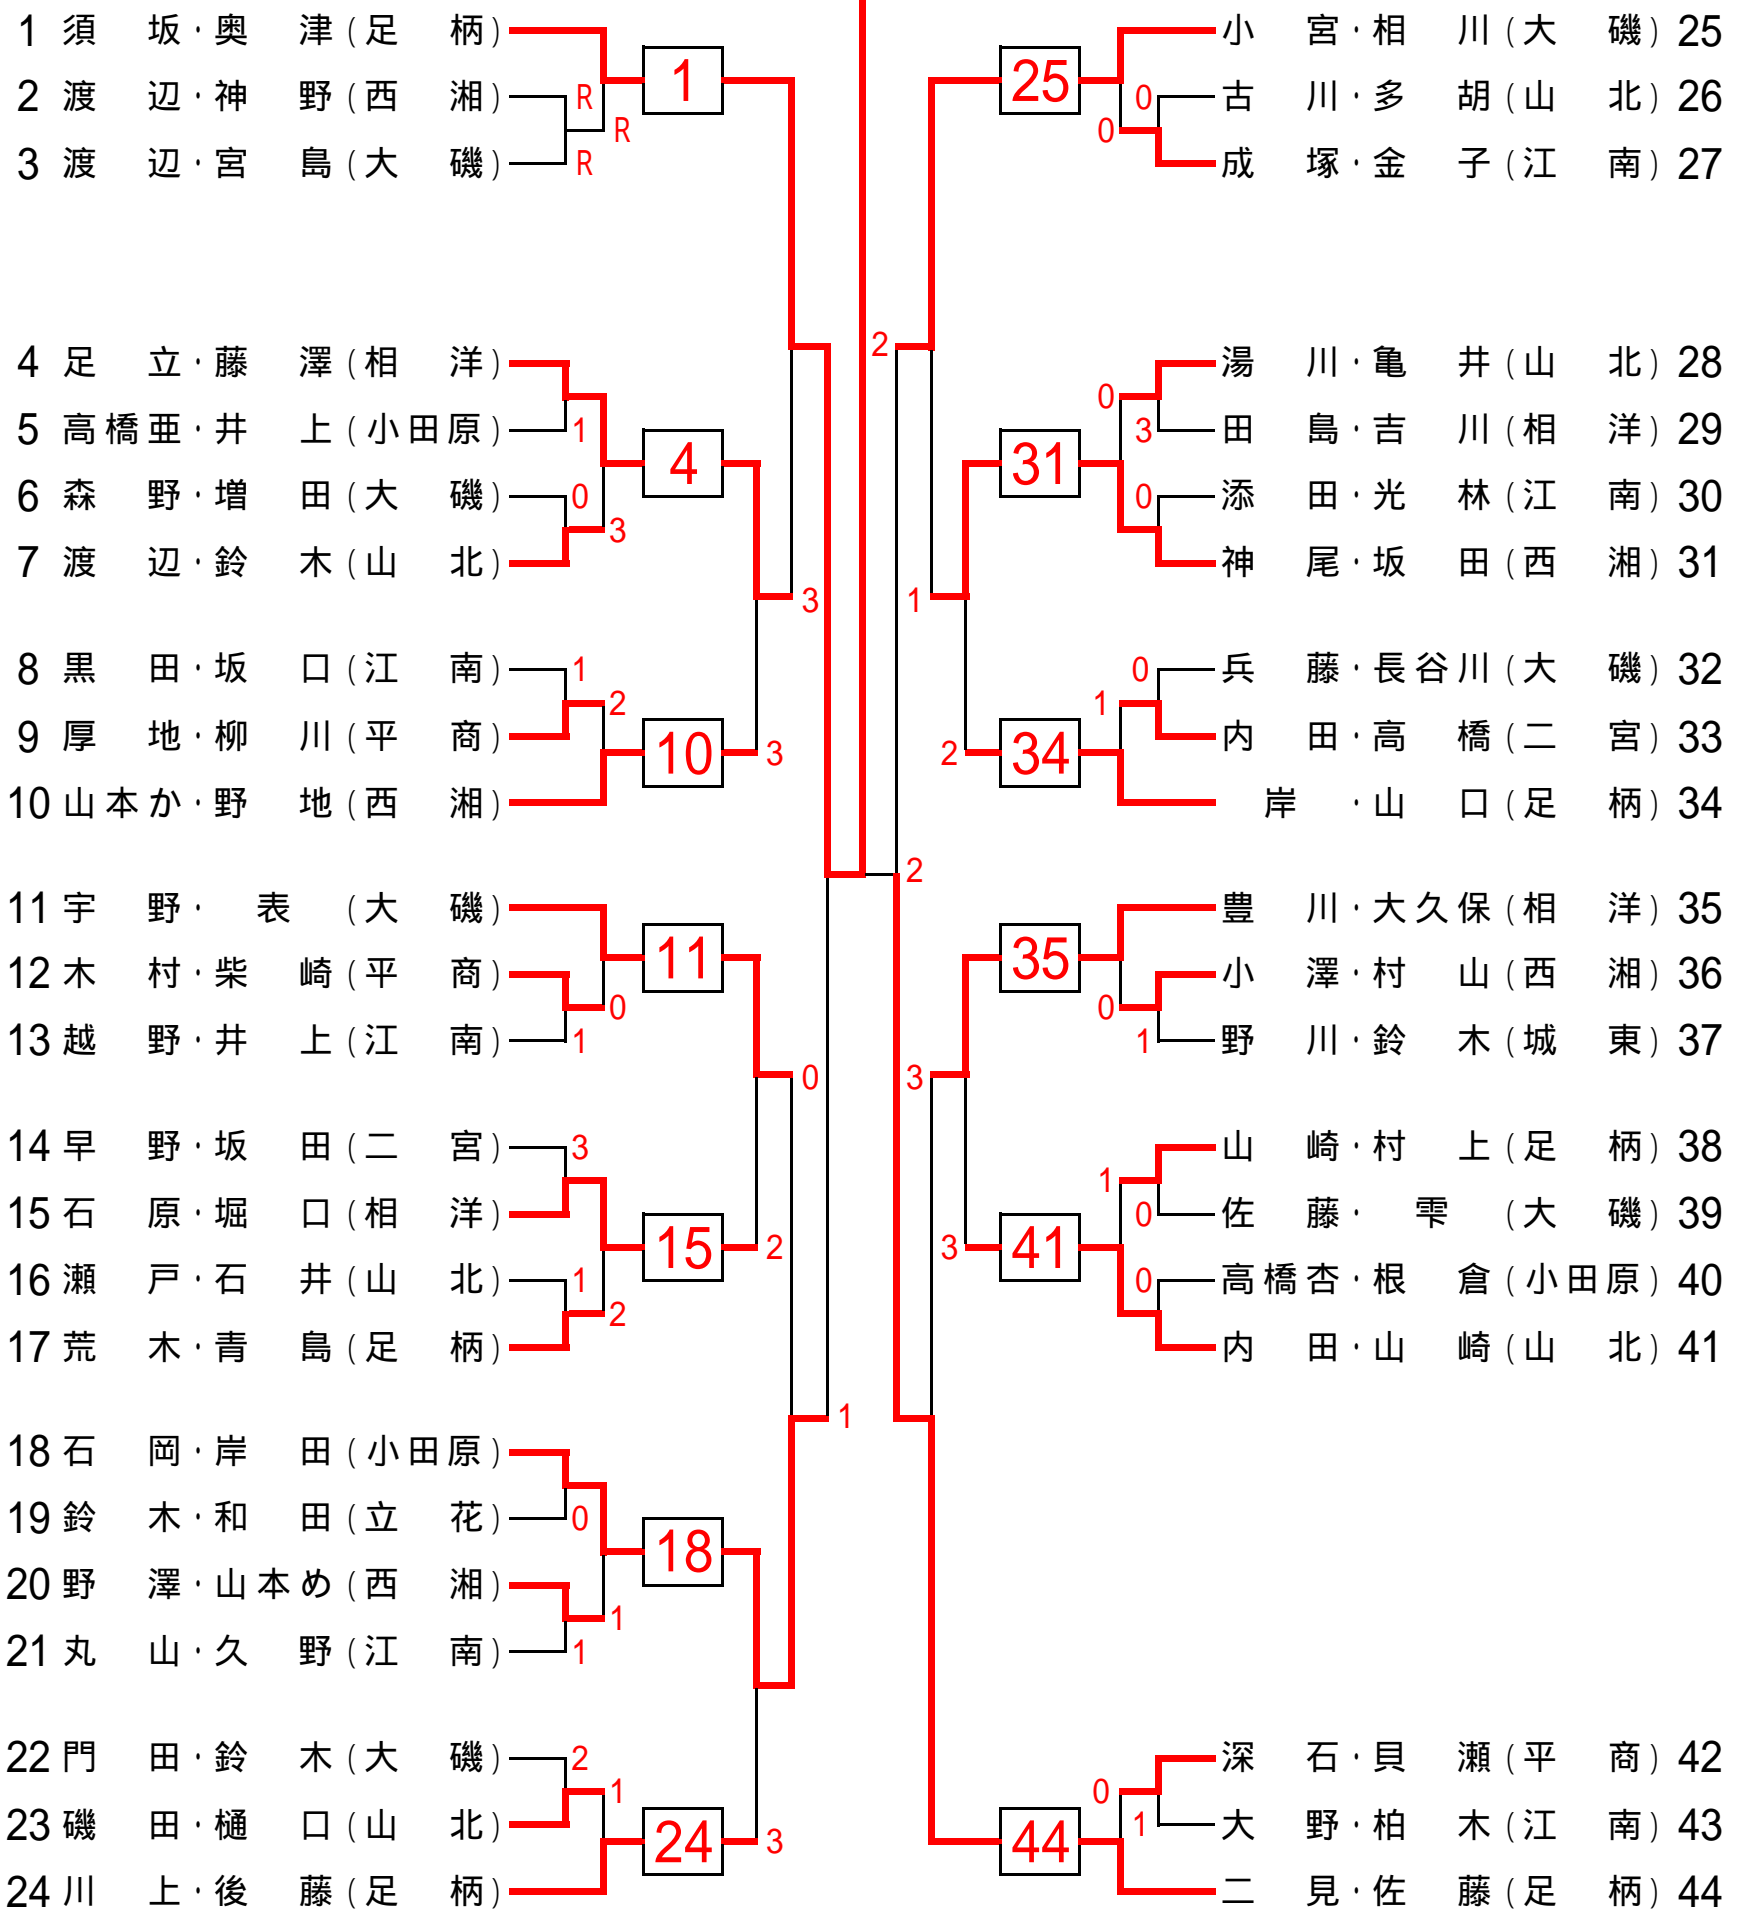 1 須坂・奥津(足柄)
2 渡辺・神野(西湘) R
R
3 渡辺・宮島(大磯) R
1
4 足立・藤澤(相洋)
5 高橋亜・井上(小田原) 1
6 森野・増田(大磯) 0
3
7 渡辺・鈴木(山北)
4
3
8 黒田・坂口(江南) 1
2
9 厚地・柳川(平商)
10 山本か・野地(西湘)
10 3
11 宇野・表(大磯)
12 木村・柴崎(平商)
0
13 越野・井上(江南) 1
11
0
14 早野・坂田(二宮) 3
15 石原・堀口(相洋)
16 瀬戸・石井(山北) 1
2
17 荒木・青島(足柄)
15 2
1
18 石岡・岸田(小田原)
19 鈴木・和田(立花) 0
20 野澤・山本め(西湘)
1
21 丸山・久野(江南) 1
18
22 門田・鈴木(大磯) 2
1
23 磯田・樋口(山北)
24 川上・後藤(足柄)
24 3
小宮・相川(大磯) 25
0 古川・多胡(山北) 26
0
成塚・金子(江南) 27
25
2
湯川・亀井(山北) 28
0
3 田島・吉川(相洋) 29
0 添田・光林(江南) 30
神尾・坂田(西湘) 31
31
1
0 兵藤・長谷川(大磯) 32
1
内田・高橋(二宮) 33
岸・山口(足柄) 34
2 34
2
豊川・大久保(相洋) 35
小澤・村山(西湘) 36
0
1 野川・鈴木(城東) 37
35
3
山崎・村上(足柄) 38
1
0 佐藤・雫(大磯) 39
0 高橋杏・根倉(小田原) 40
内田・山崎(山北) 41
3 41
深石・貝瀬(平商) 42
0
1 大野・柏木(江南) 43
二見・佐藤(足柄) 44
44